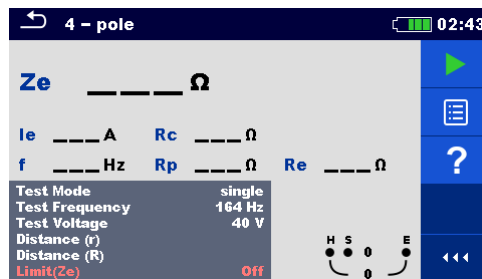 4 – pole 02:43
Ze ___ Ω
Ie ___ A Rc ___ Ω
f ___ Hz Rp ___ Ω Re ___ Ω
?
Test Mode single
Test Frequency 164 Hz
Test Voltage 40 V
Distance (r)
Distance (R)
Limit(Ze) Off
H S E
0
0